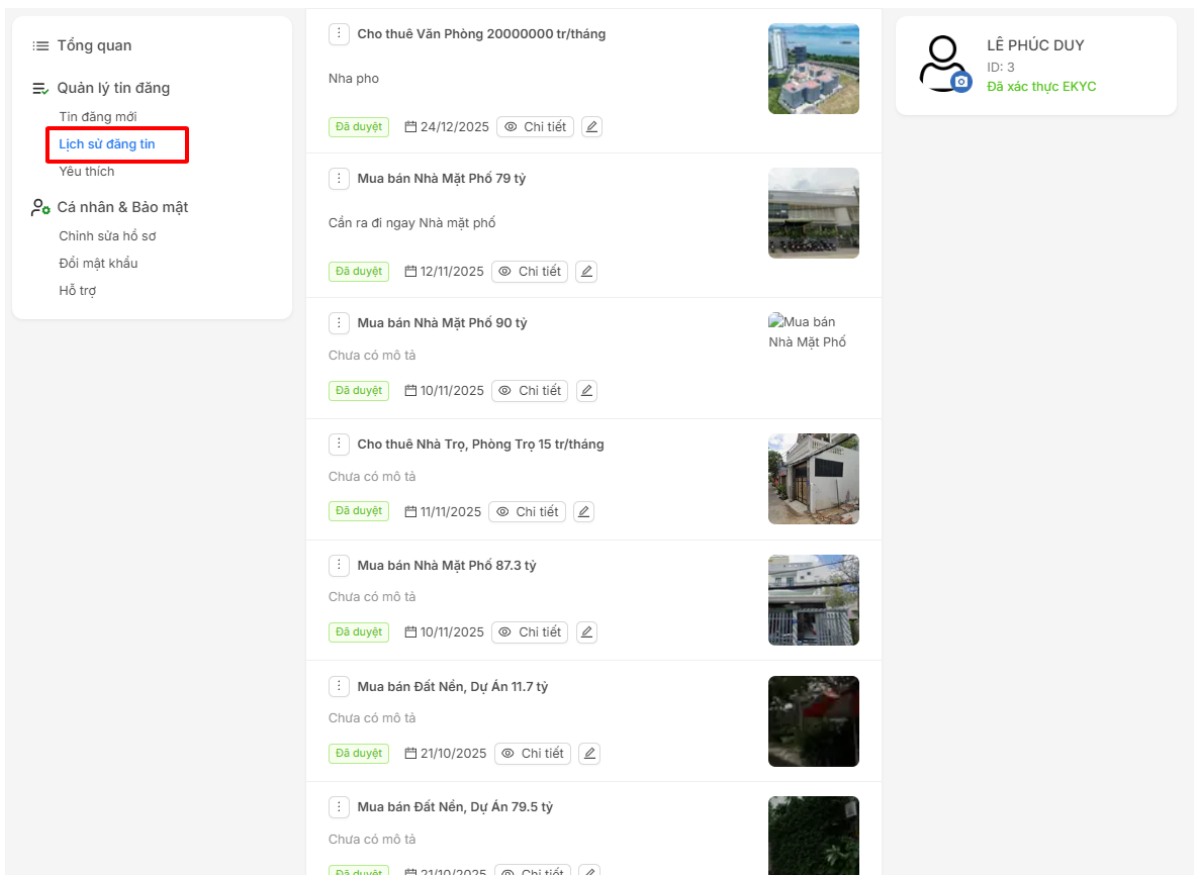 Tổng quan
Quản lý tin đăng
Tin đăng mới
Lịch sử đăng tin
Yêu thích
Cá nhân & Bảo mật
Chỉnh sửa hồ sơ
Đổi mật khẩu
Hỗ trợ
Cho thuê Văn Phòng 20000000 tr/tháng
Nha pho
Đã duyệt 24/12/2025 Chi tiết
Mua bán Nhà Mặt Phố 79 tỷ
Cần ra đi ngay Nhà mặt phố
Đã duyệt 12/11/2025 Chi tiết
Mua bán Nhà Mặt Phố 90 tỷ
Mua bán
Nhà Mặt Phố
Chưa có mô tả
Đã duyệt 10/11/2025 Chi tiết
Cho thuê Nhà Trọ, Phòng Trọ 15 tr/tháng
Chưa có mô tả
Đã duyệt 11/11/2025 Chi tiết
Mua bán Nhà Mặt Phố 87.3 tỷ
Chưa có mô tả
Đã duyệt 10/11/2025 Chi tiết
Mua bán Đất Nền, Dự Án 11.7 tỷ
Chưa có mô tả
Đã duyệt 21/10/2025 Chi tiết
Mua bán Đất Nền, Dự Án 79.5 tỷ
Chưa có mô tả
Đã duyệt 21/10/2025 Chi tiết
LÊ PHÚC DUY
ID: 3
Đã xác thực EKYC